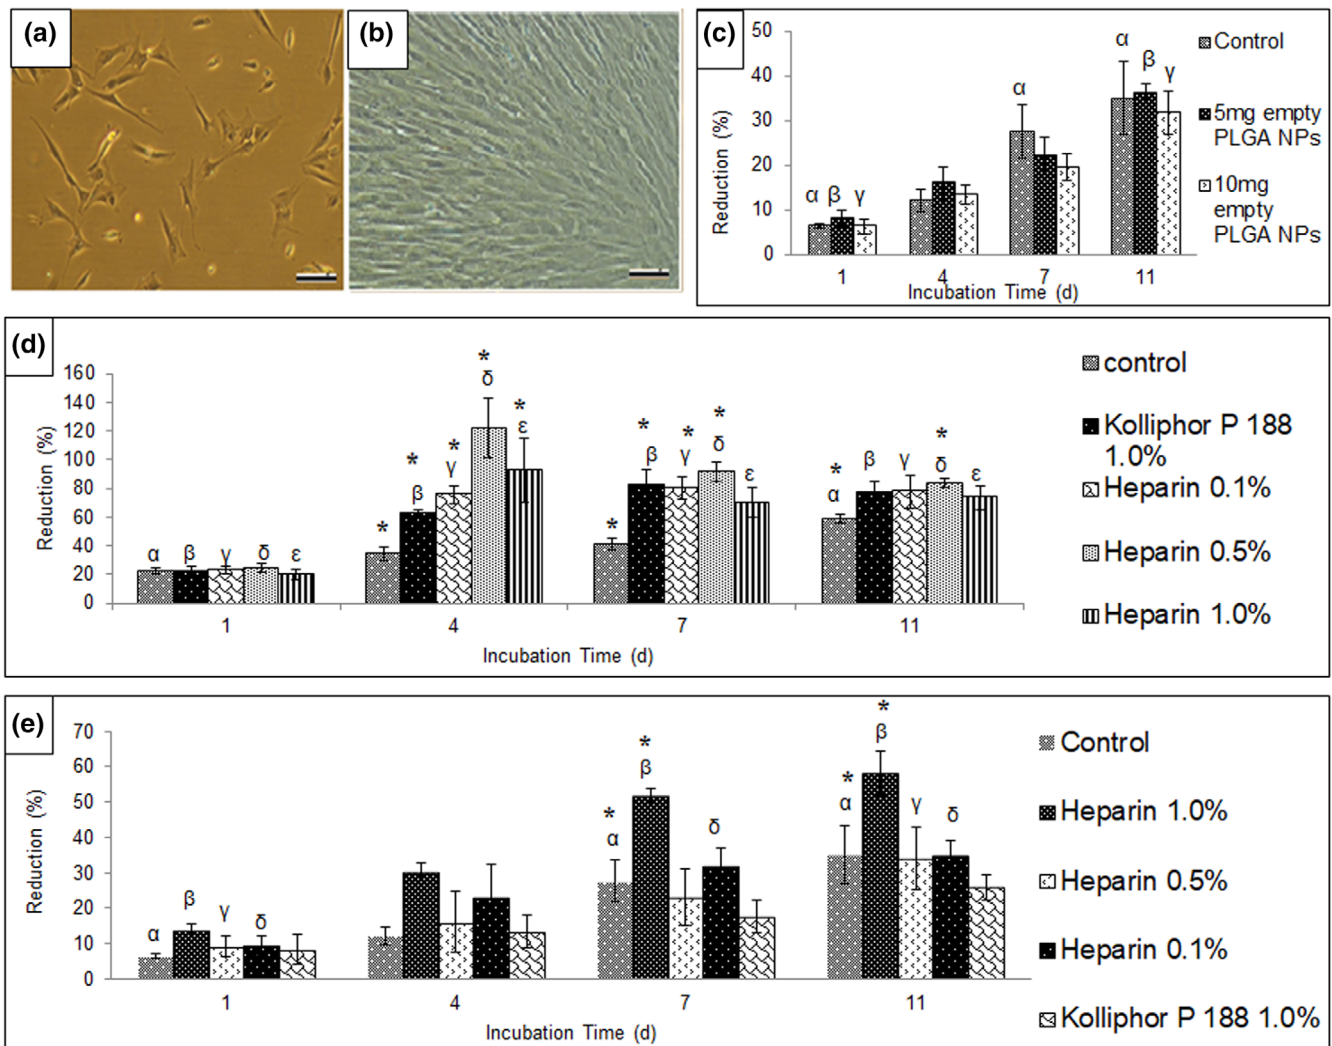 (a)
(b)
(c)
50
40
30
20
10
0
Reduction (%)
α β γ
α
α
β
γ
1 4 7 11
Incubation Time (d)
Control
5mg empty
PLGA NPs
10mg
empty
PLGA NPs
(d)
160
140
120
100
80
60
40
20
0
Reduction (%)
α β γ δ ε
*
*
β
*
γ
*
δ
*
ε
*
*
β
*
γ
*
δ
ε
*
α
β
γ
*
δ
ε
1 4 7 11
Incubation Time (d)
control
Kolliphor P 188
1.0%
Heparin 0.1%
Heparin 0.5%
Heparin 1.0%
(e)
70
60
50
40
30
20
10
0
Reduction (%)
α β γ δ
*
α
*
β
δ
*
α
*
β
γ
δ
1 4 7 11
Incubation Time (d)
Control
Heparin 1.0%
Heparin 0.5%
Heparin 0.1%
Kolliphor P 188 1.0%